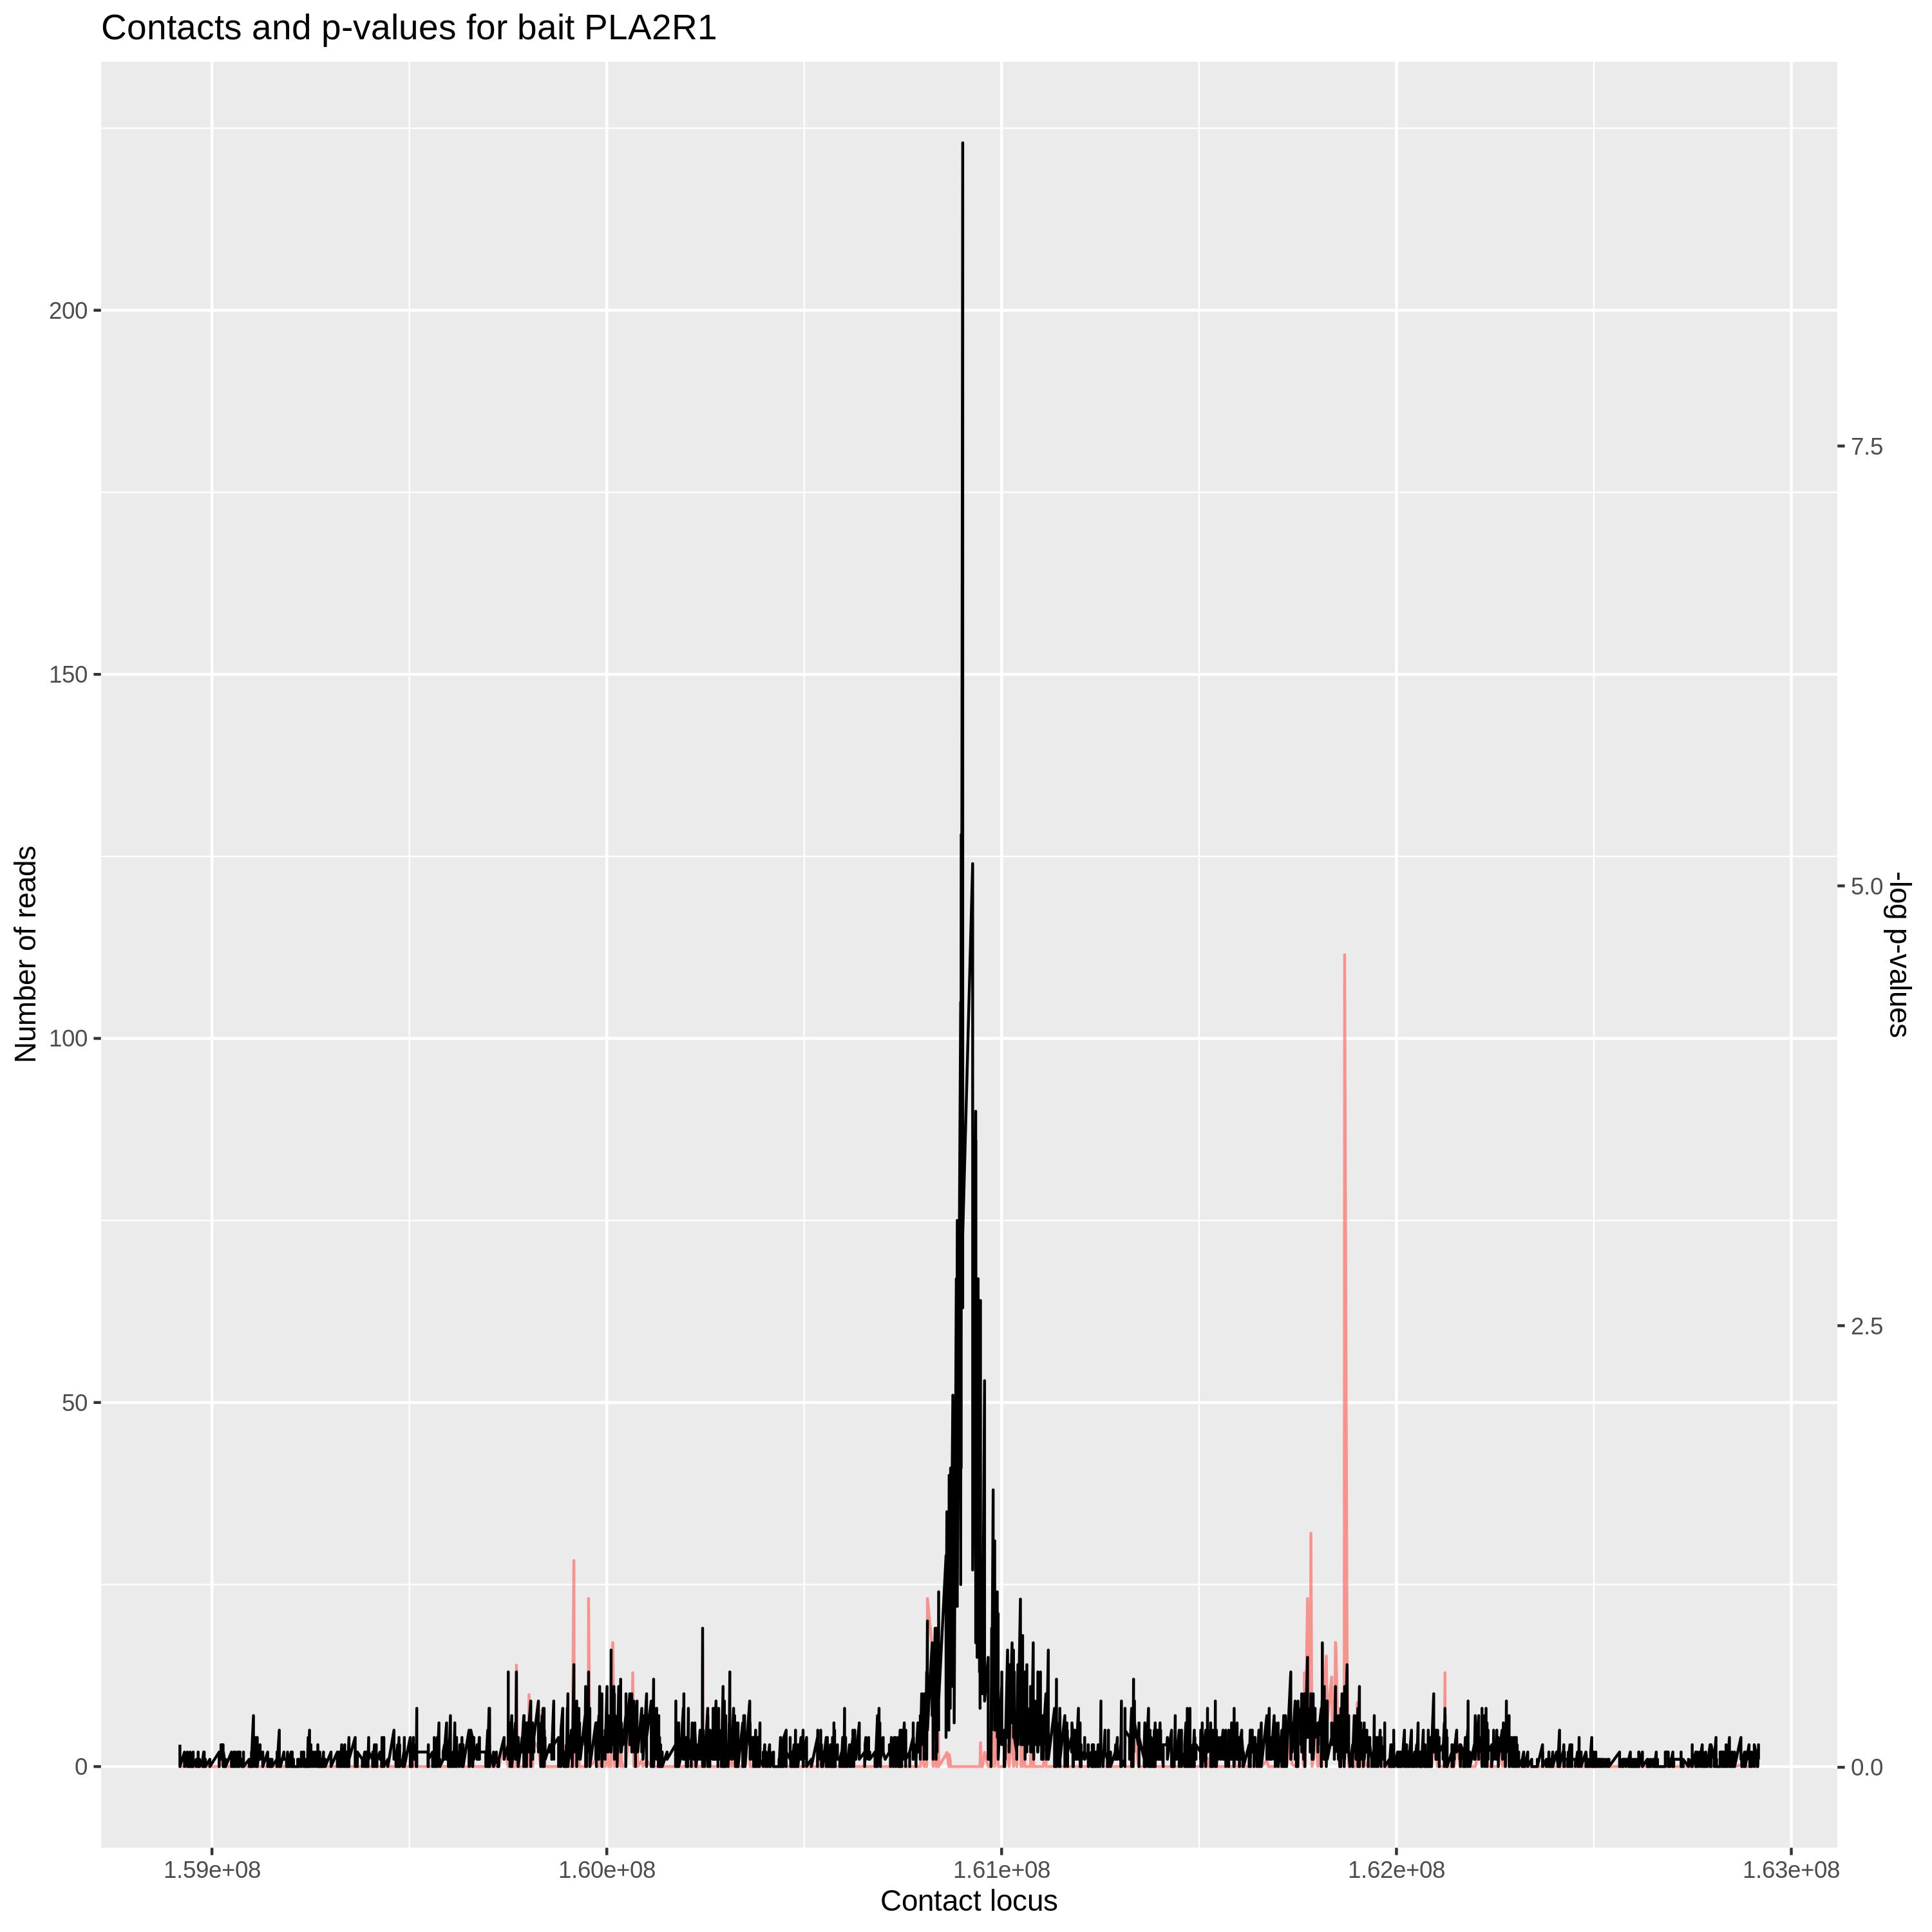 Contacts and p-values for bait PLA2R1
Number of reads
200
150
100
50
0
7.5
5.0
2.5
0.0
-log p-values
1.59e+08 1.60e+08 1.61e+08 1.62e+08 1.63e+08
Contact locus